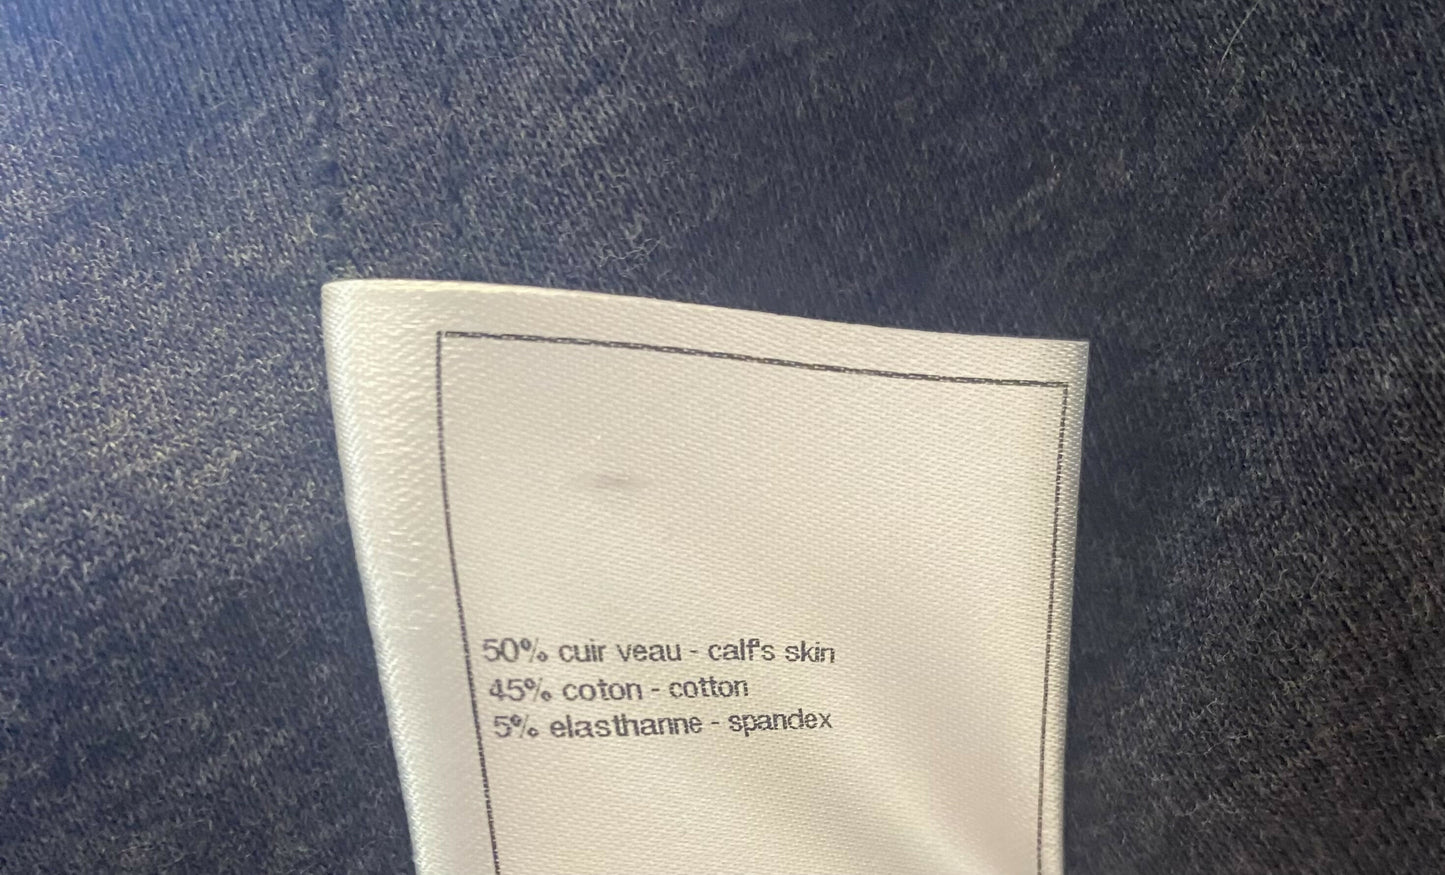 50% cuir veau - calf's skin
45% coton - cotton
5% elasthanne - spandex